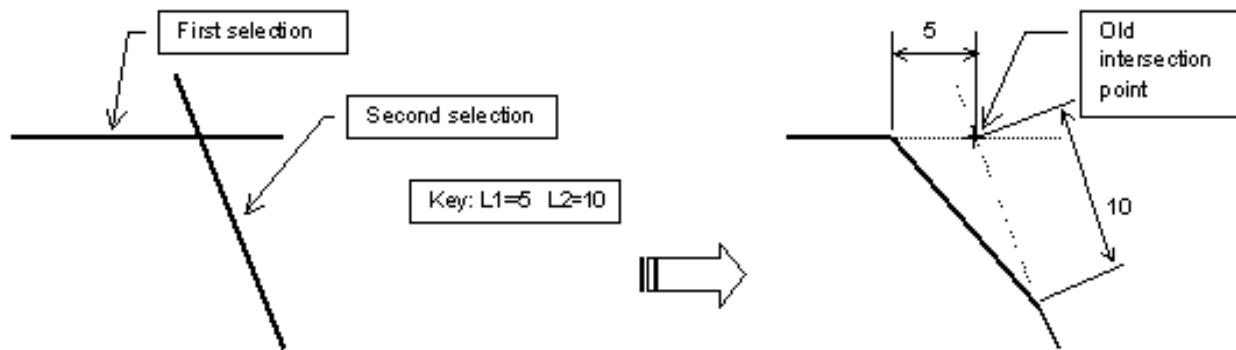 First selection
Second selection
Key: L1=5 L2=10
5
Old
intersection
point
10